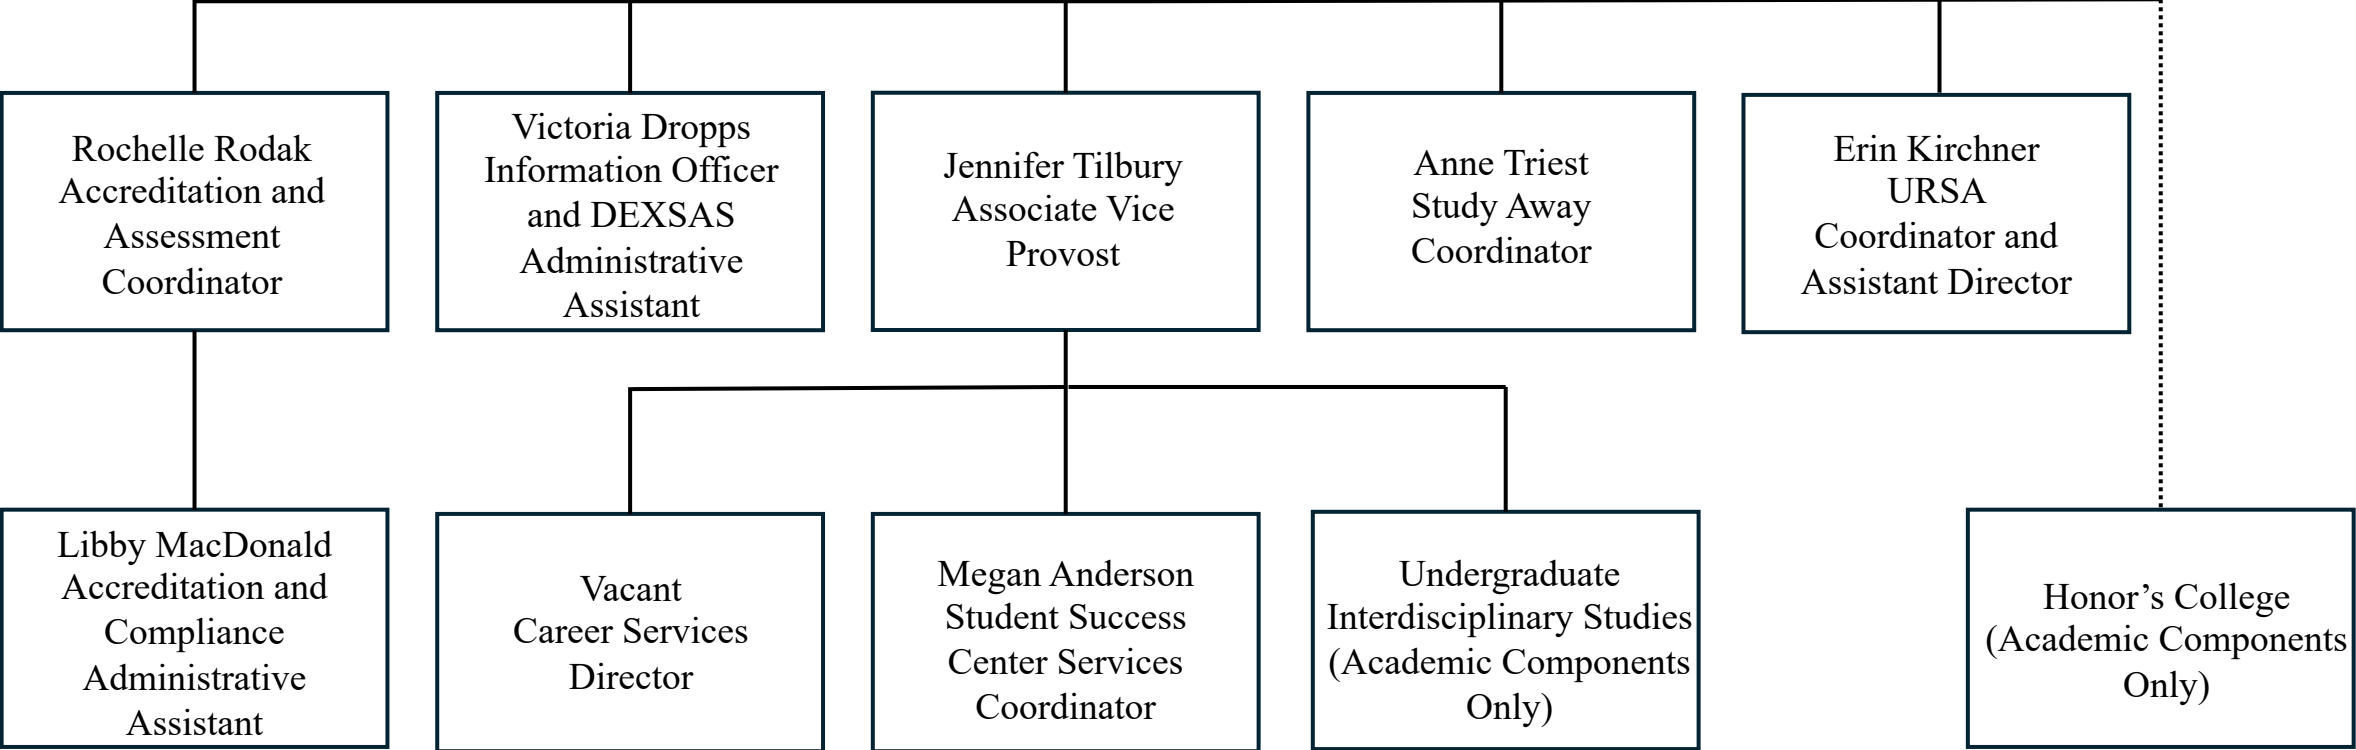 Rochelle Rodak
Accreditation and
Assessment
Coordinator
Victoria Dropps
Information Officer
and DEXSAS
Administrative
Assistant
Jennifer Tilbury
Associate Vice
Provost
Anne Triest
Study Away
Coordinator
Erin Kirchner
URSA
Coordinator and
Assistant Director
Libby MacDonald
Accreditation and
Compliance
Administrative
Assistant
Vacant
Career Services
Director
Megan Anderson
Student Success
Center Services
Coordinator
Undergraduate
Interdisciplinary Studies
(Academic Components
Only)
Honor’s College
(Academic Components
Only)